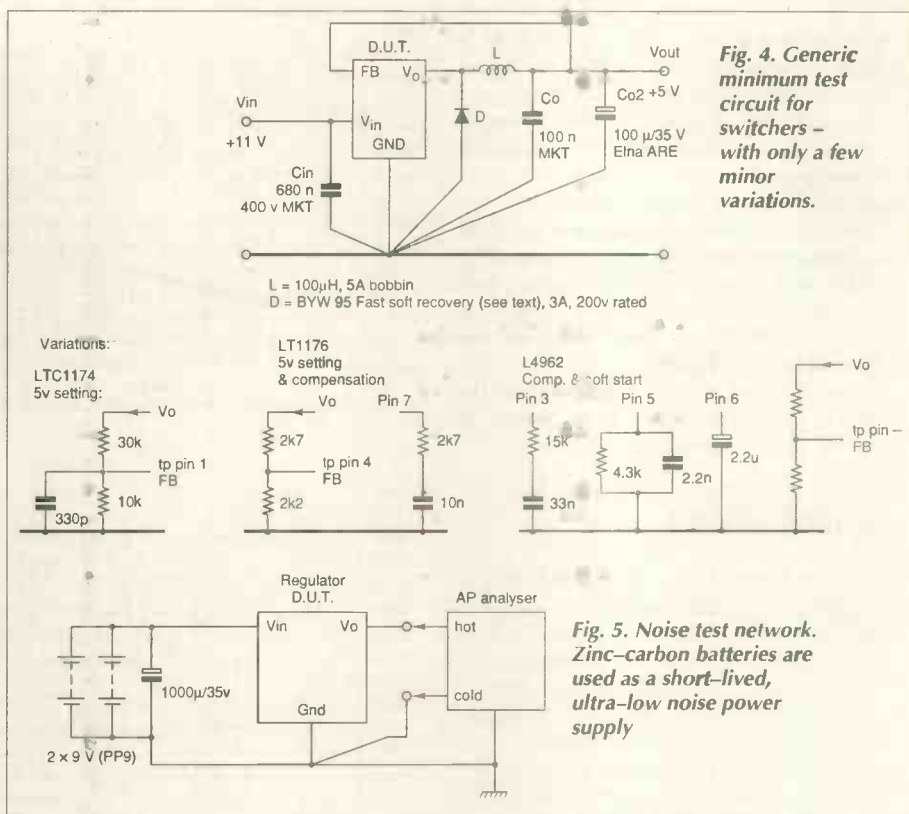 D.U.T.
FB
Vo
L
Vout
+5 V
Vin
+11 V
Vin
GND
D
Co
100 n
MKT
Co2
100 µ/35 V
Elna ARE
Cin
680 n
400 v MKT
Fig. 4. Generic
minimum test
circuit for
switchers –
with only a few
minor
variations.
L = 100µH, 5A bobbin
D = BYW 95 Fast soft recovery (see text), 3A, 200v rated
Variations:
LTC1174
5v setting:
Vo
30k
tp pin 1
FB
10k
330p
LT1176
5v setting
& compensation
Vo
Pin 7
2k7
2k7
tp pin 4
FB
2k2
10n
L4962
Comp. & soft start
Pin 3
Pin 5
Pin 6
15k
4.3k
2.2n
2.2u
33n
Vo
tp pin –
FB
Regulator
D.U.T.
AP analyser
Vin
Vo
hot
cold
Gnd
1000µ/35v
2 × 9 V (PP9)
Fig. 5. Noise test network.
Zinc–carbon batteries are
used as a short–lived,
ultra–low noise power
supply